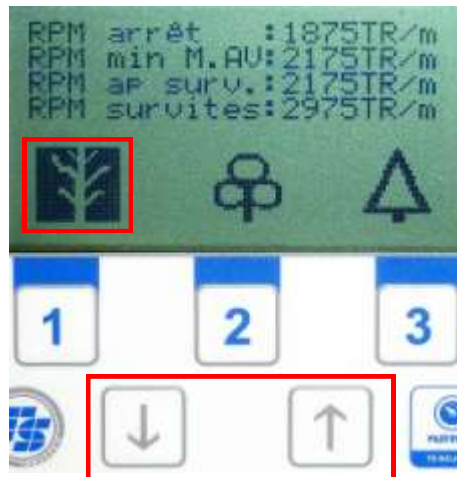 RPM arrêt :1875TR/m
RPM min M.AV:2175TR/m
RPM ap surv.:2175TR/m
RPM survites:2975TR/m
1 2 3
↓ ↑